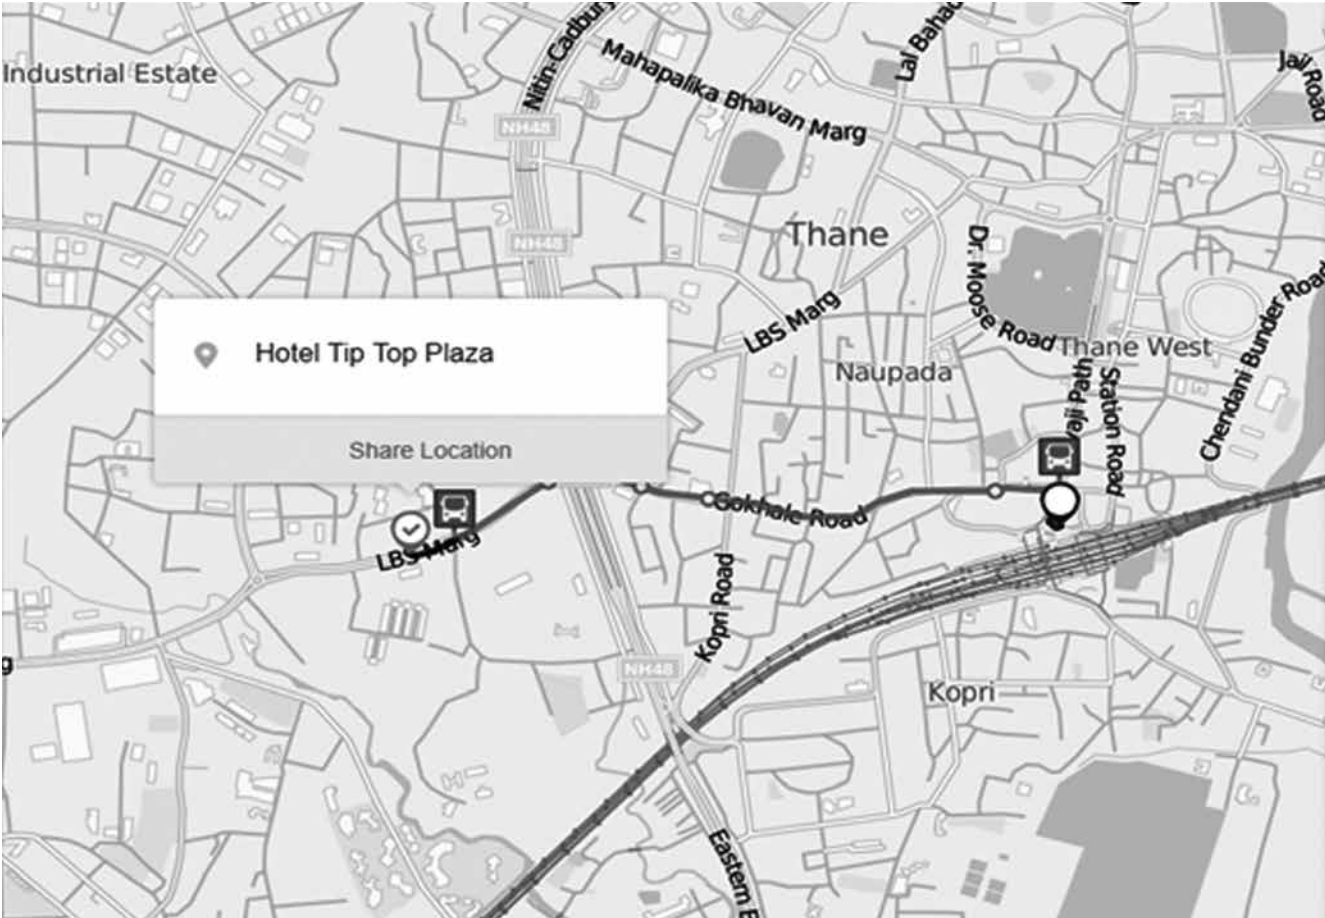 Industrial Estate
Nitin Cadbury
Mahapalika Bhavan Marg
Lal Bahad
Jail Road
NH48
NH48
Thane
Dr. Moose Road
LBS Marg
Chendani Bunder Road
Thane West
Naupada
Hotel Tip Top Plaza
Share Location
aji Path
Station Road
Gokhale Road
LBS Marg
Kopri Road
g
NH48
Kopri
Eastern E